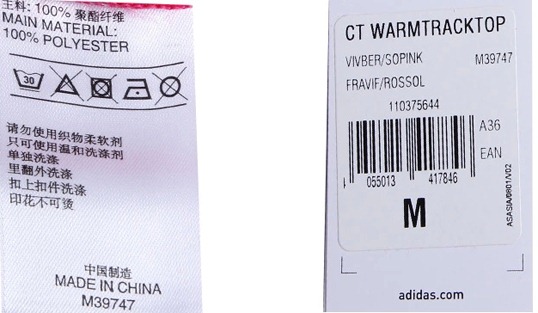 主料: 100% 聚酯纤维
MAIN MATERIAL:
100% POLYESTER
30
请勿使用织物柔软剂
只可使用温和洗涤剂
单独洗涤
里翻外洗涤
扣上扣件洗涤
印花不可烫
中国制造
MADE IN CHINA
M39747
CT WARMTRACKTOP
VIVBER/SOPINK M39747
FRAVIF/ROSSOL
110375644
A36
EAN
055013 417846
M
ASASIA/0801/V02
adidas.com